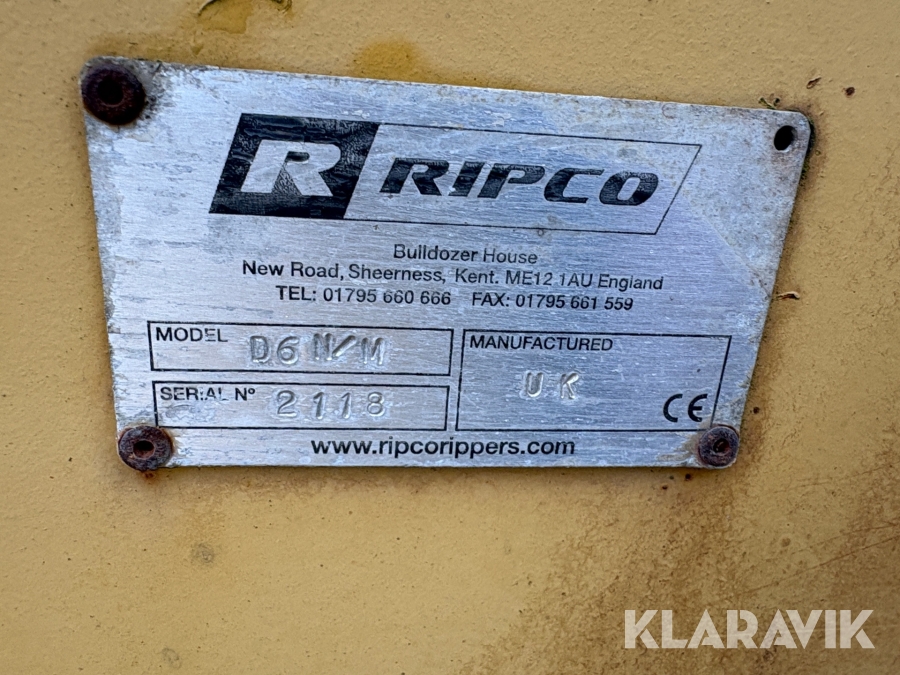 R RIPCO
Bulldozer House
New Road, Sheerness, Kent. ME12 1AU England
TEL: 01795 660 666 FAX: 01795 661 559
MODEL D6N/M
SERIAL Nº 2118
MANUFACTURED
UK
CE
www.ripcorippers.com
KLARAVIK